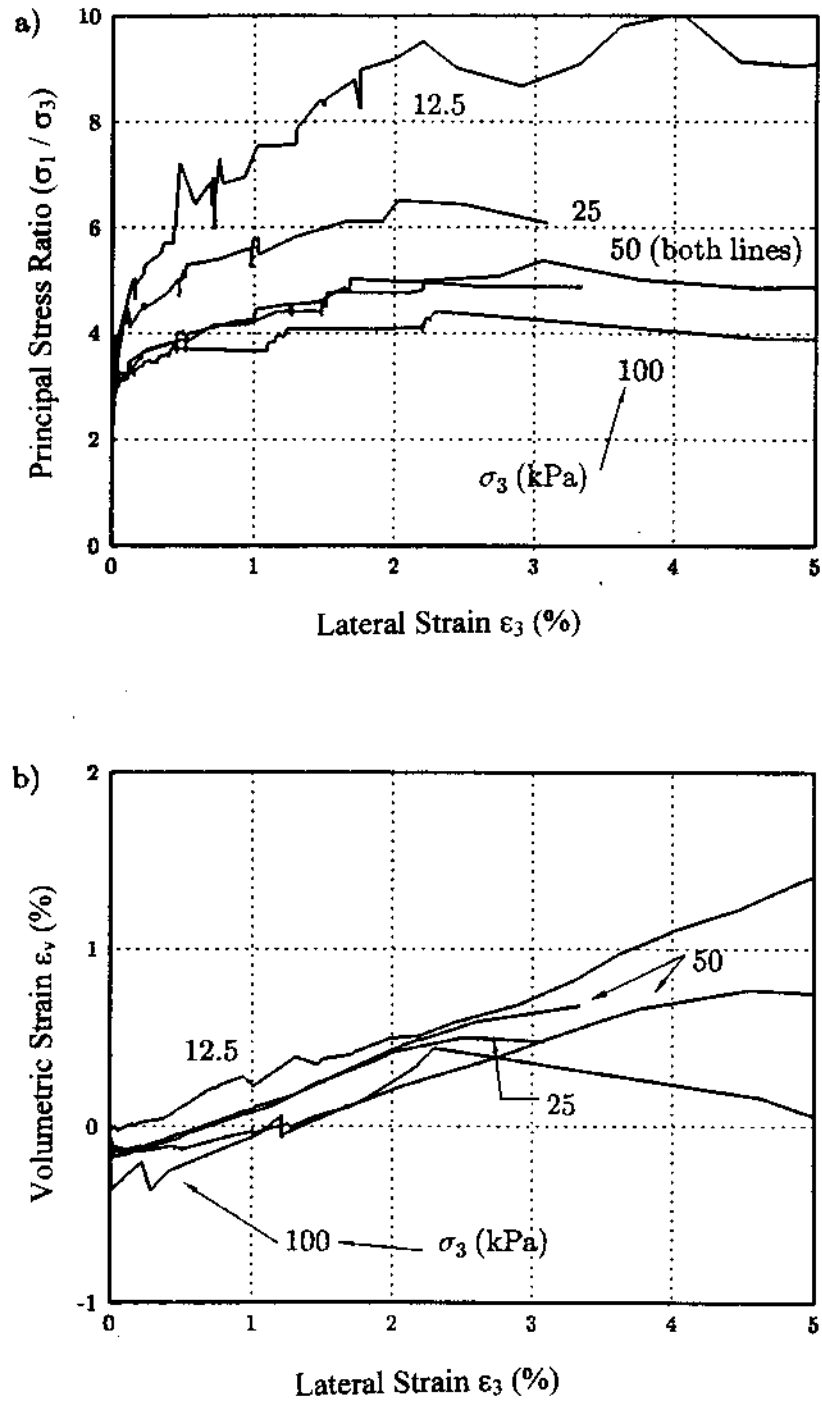 a)
10
8
6
4
2
0
Principal Stress Ratio (σ₁ / σ₃)
12.5
25
50 (both lines)
100
σ₃ (kPa)
0 1 2 3 4 5
Lateral Strain ε₃ (%)
b)
2
1
0
-1
Volumetric Strain εᵥ (%)
12.5
50
25
100
σ₃ (kPa)
0 1 2 3 4 5
Lateral Strain ε₃ (%)